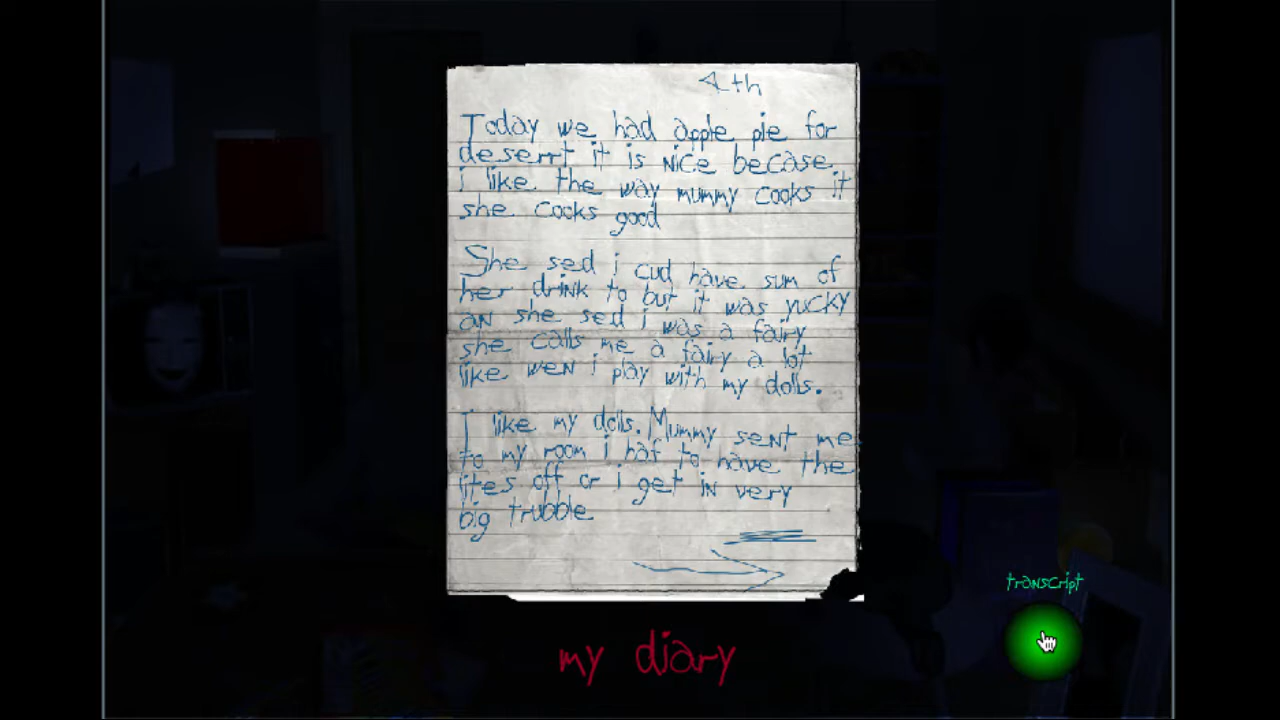 4th
Today we had apple pie for
deserrt it is nice becase
i like the way mummy cooks it
she cooks good
She sed i cud have sum of
her drink to but it was yucky
an she sed i was a fairy
she calls me a fairy a lot
like wen i play with my dolls.
I like my dolls. Mummy sent me
to my room i haf to have the
lites off or i get in very
big trubble
transcript
my diary